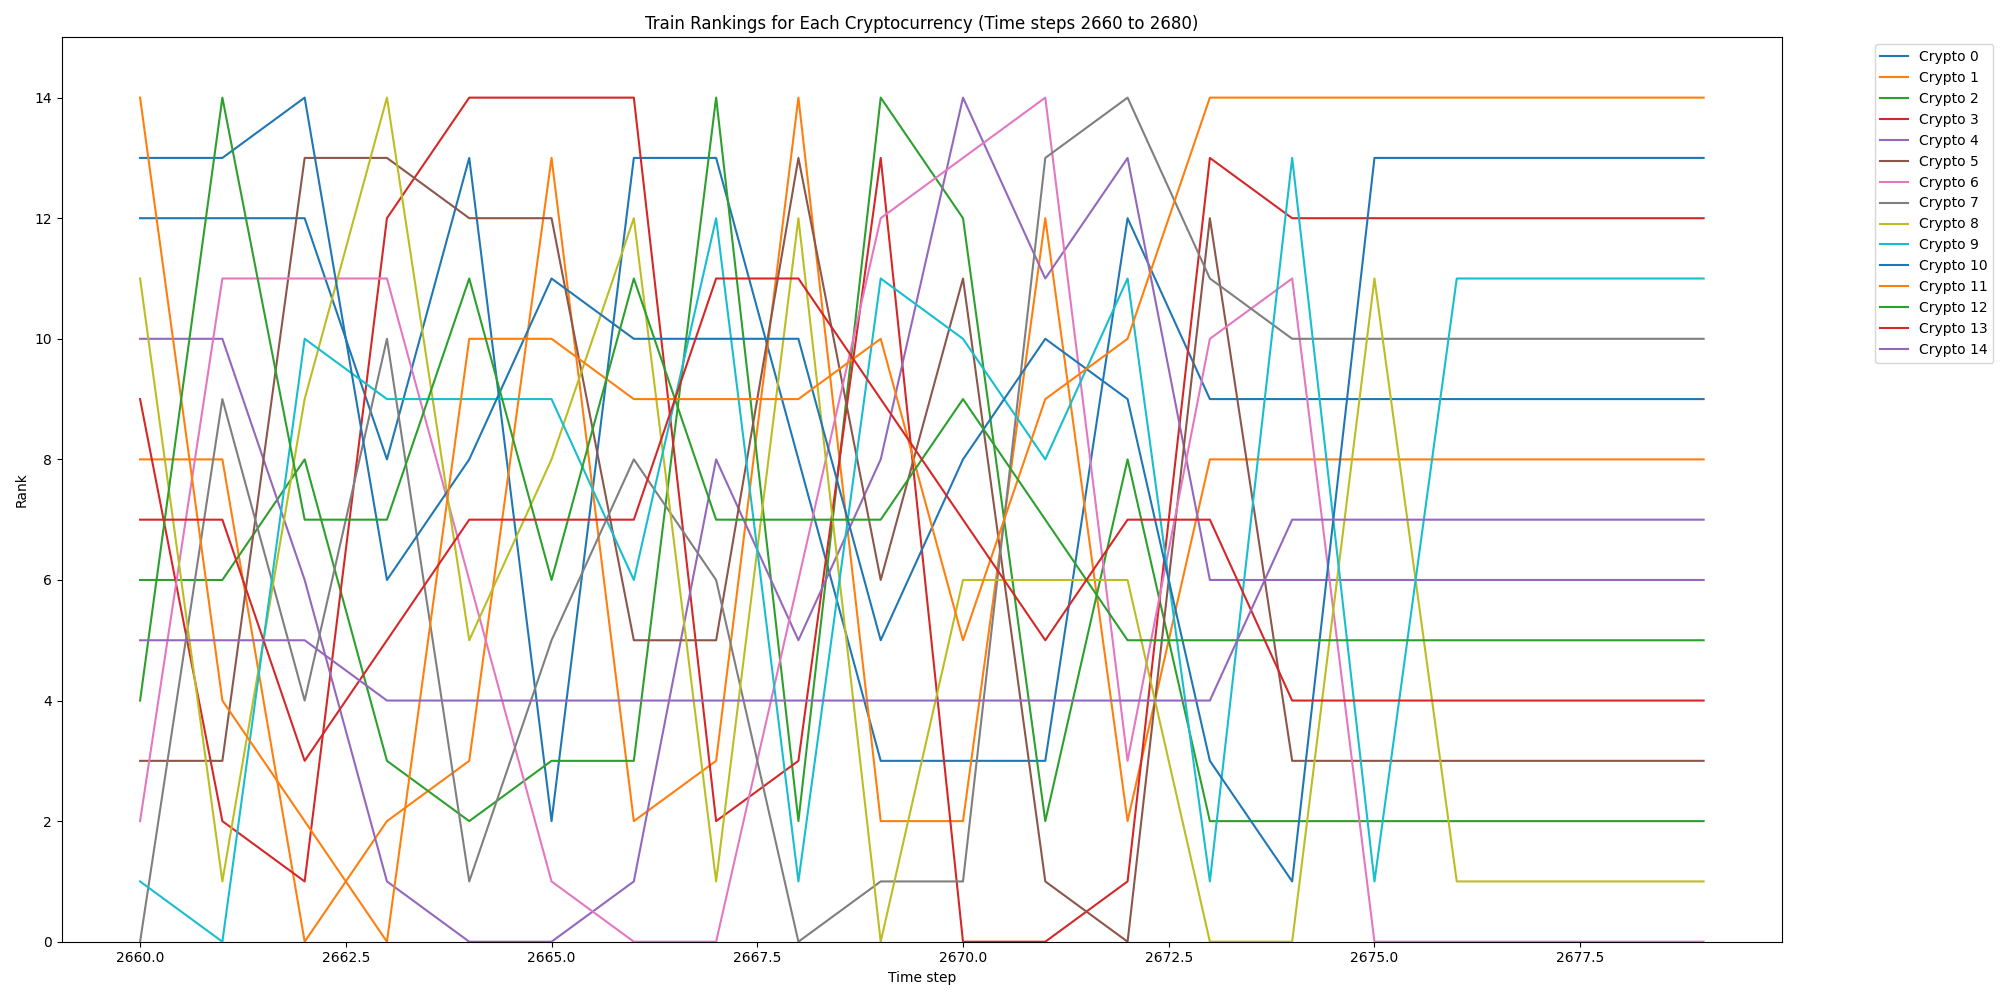 Train Rankings for Each Cryptocurrency (Time steps 2660 to 2680)
Rank
14
12
10
8
6
4
2
0
2660.0 2662.5 2665.0 2667.5 2670.0 2672.5 2675.0 2677.5
Time step
Crypto 0
Crypto 1
Crypto 2
Crypto 3
Crypto 4
Crypto 5
Crypto 6
Crypto 7
Crypto 8
Crypto 9
Crypto 10
Crypto 11
Crypto 12
Crypto 13
Crypto 14